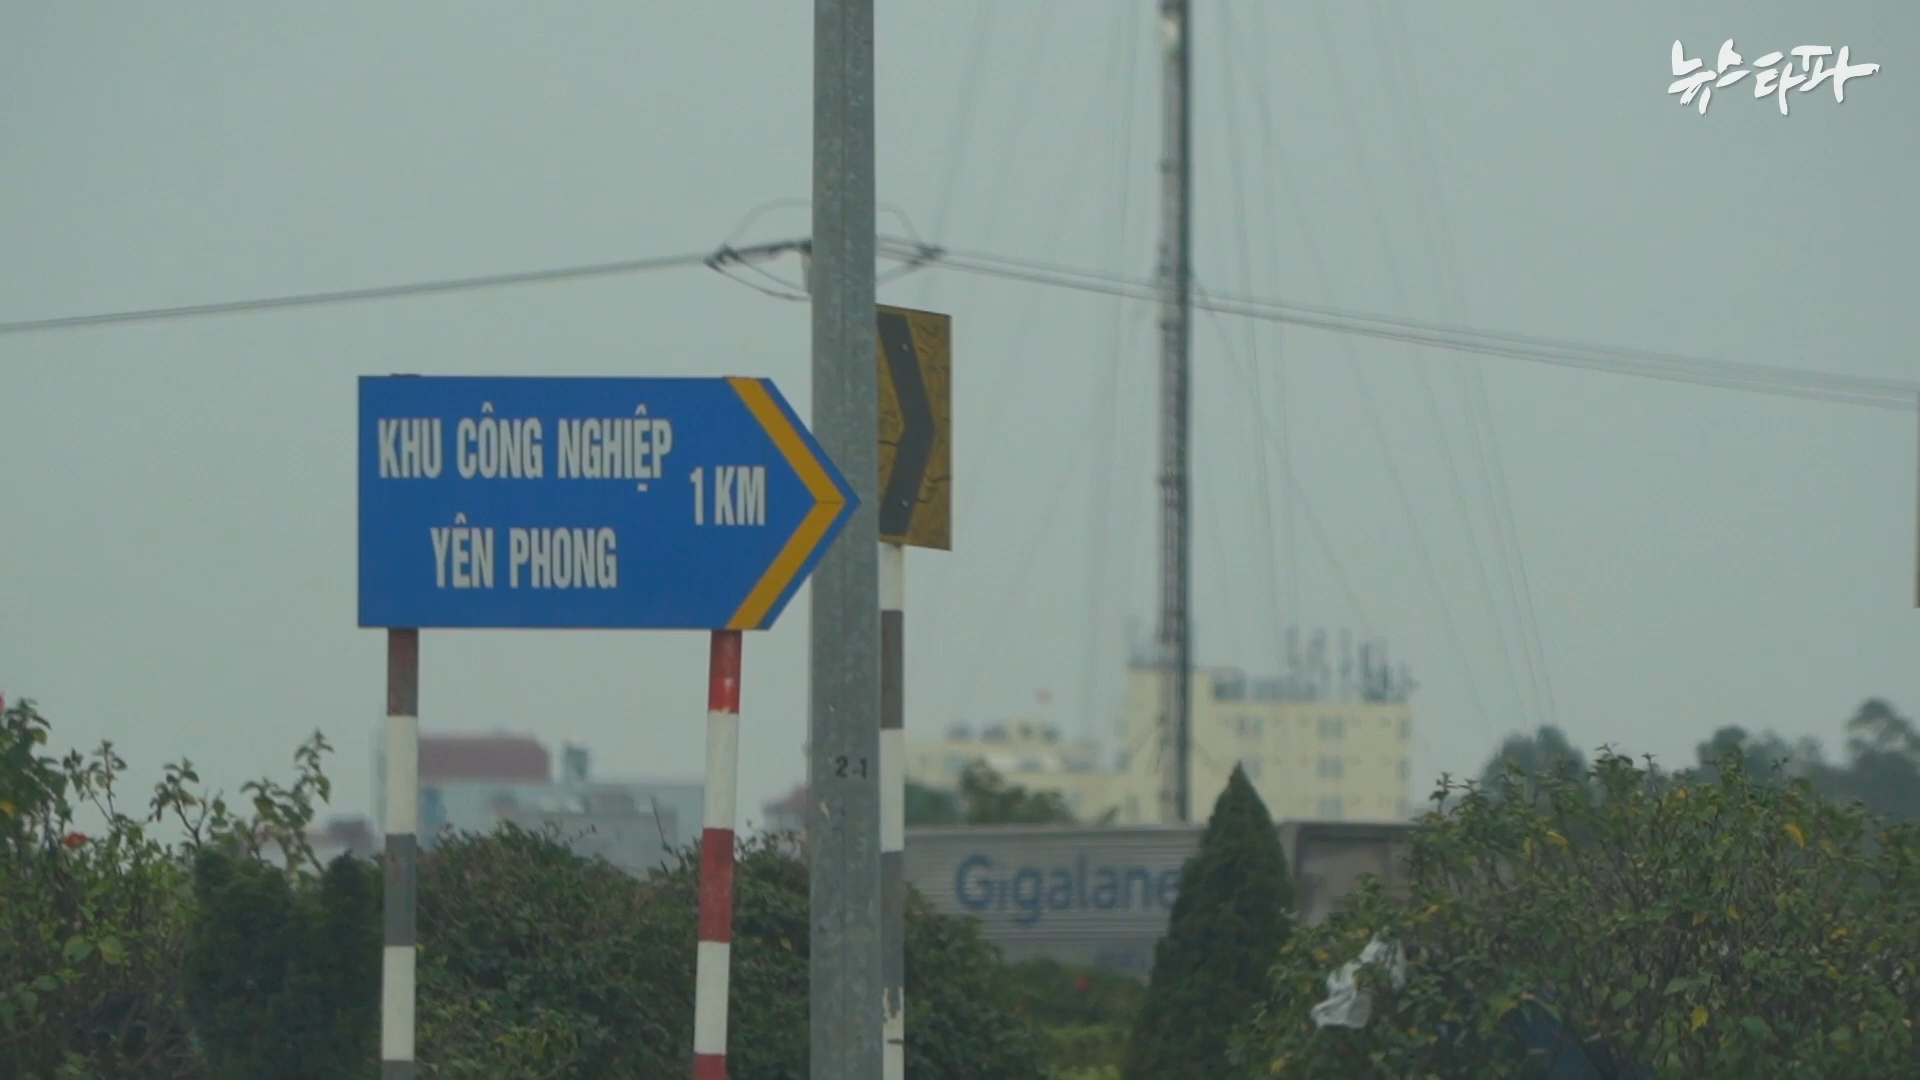 뉴스타파
KHU CÔNG NGHIỆP
1 KM
YÊN PHONG
2-1
Gigalane